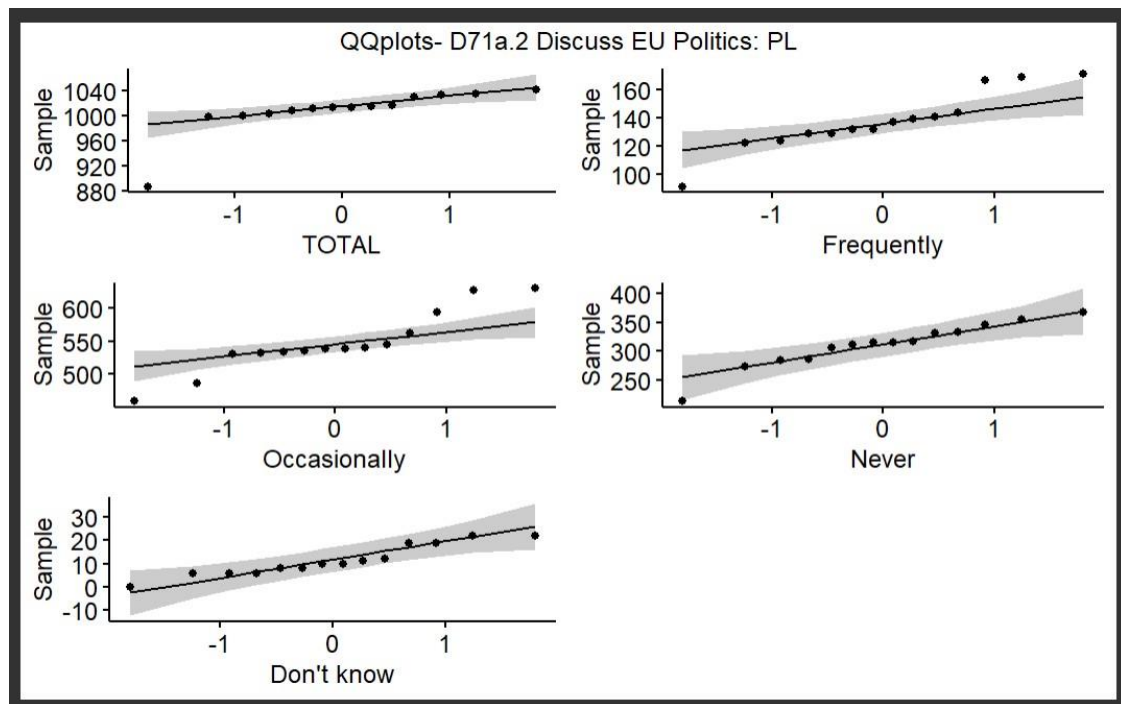 QQplots- D71a.2 Discuss EU Politics: PL
Sample
1040
1000
960
920
880
-1 0 1
TOTAL
Sample
160
140
120
100
-1 0 1
Frequently
Sample
600
550
500
-1 0 1
Occasionally
Sample
400
350
300
250
-1 0 1
Never
Sample
30
20
10
0
-10
-1 0 1
Don't know